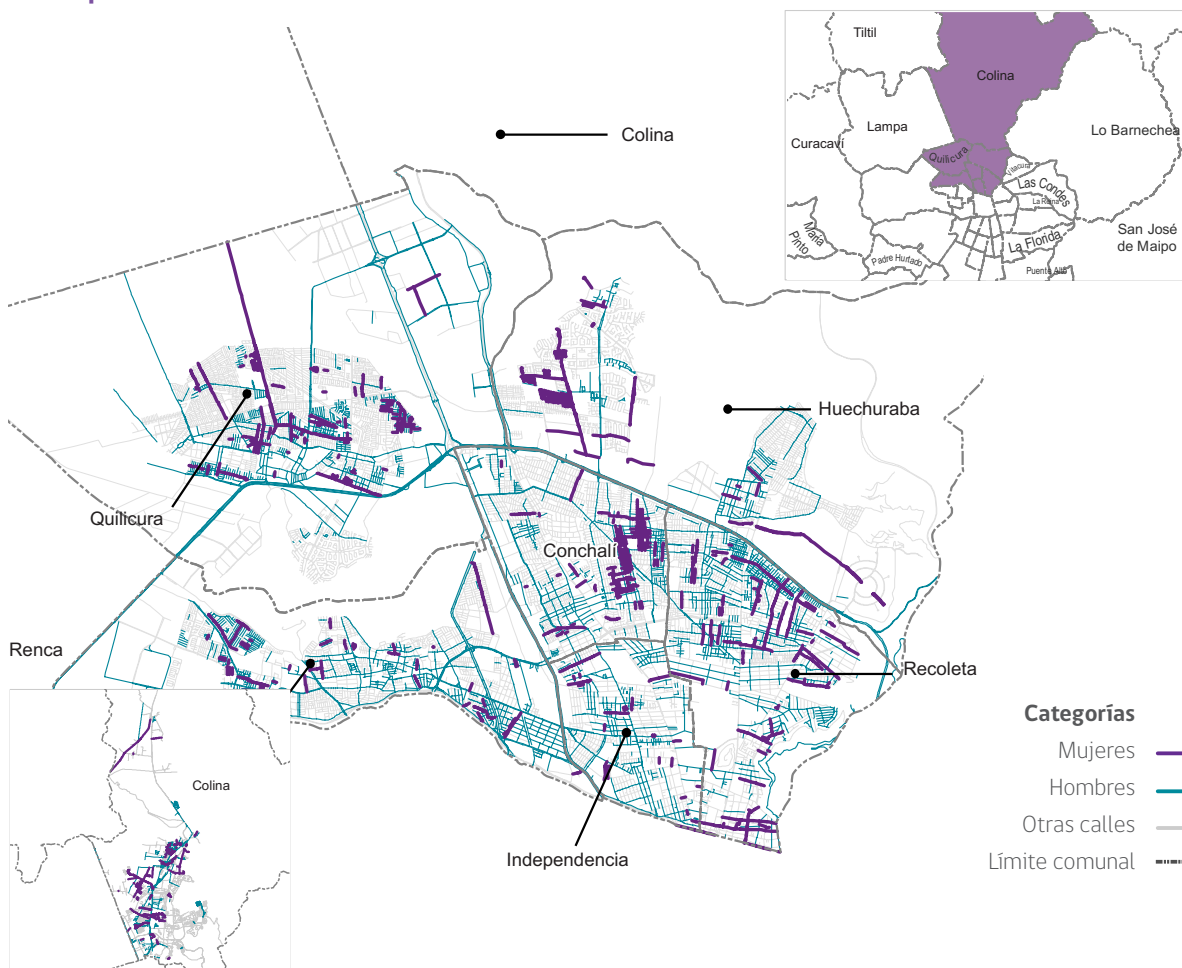 Tiltil
Colina
Lampa
Curacaví
Lo Barnechea
Quilicura
Vitacura
Las Condes
La Reina
La Florida
San José
de Maipo
María
Pinto
Padre Hurtado
Puente Alto
Colina
Huechuraba
Quilicura
Conchalí
Renca
Recoleta
Independencia
Colina
Categorías
Mujeres
Hombres
Otras calles
Límite comunal